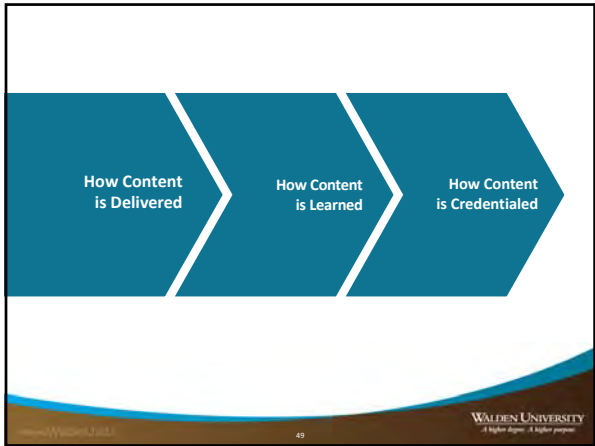 How Content
is Delivered
How Content
is Learned
How Content
is Credentialed
49
WALDEN UNIVERSITY
A higher degree. A higher purpose.